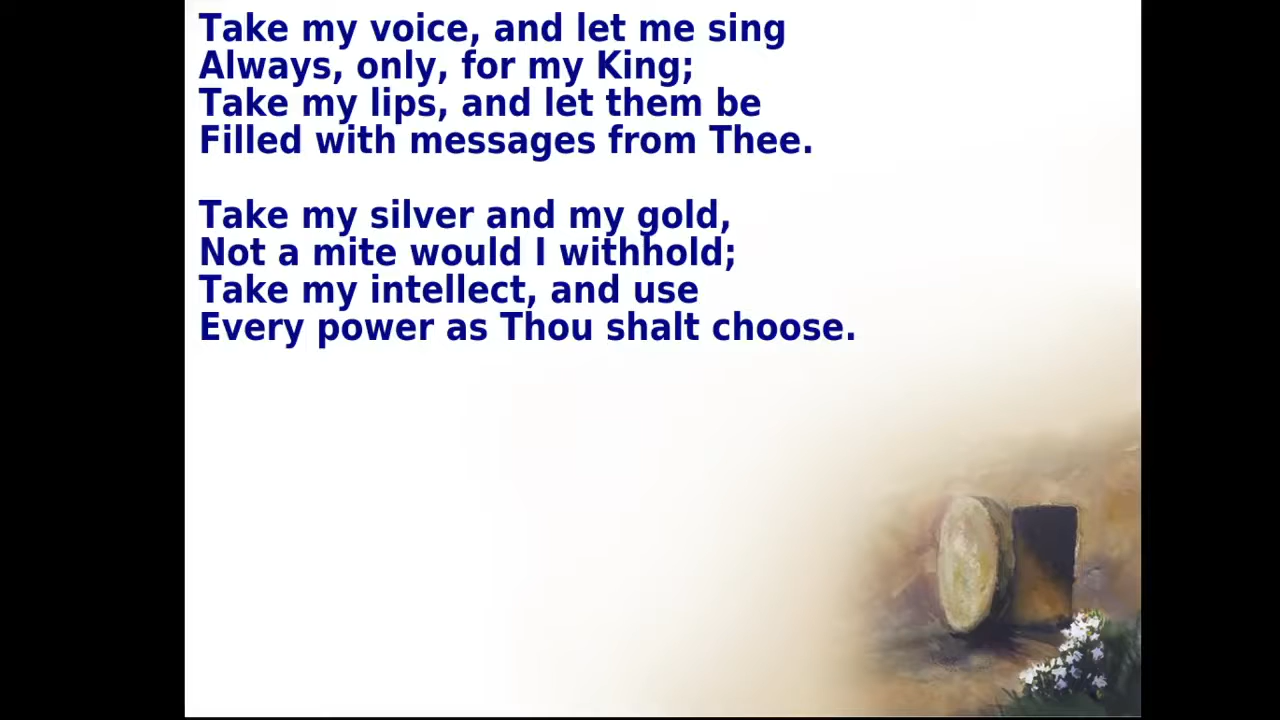 Take my voice, and let me sing
Always, only, for my King;
Take my lips, and let them be
Filled with messages from Thee.

Take my silver and my gold,
Not a mite would I withhold;
Take my intellect, and use
Every power as Thou shalt choose.